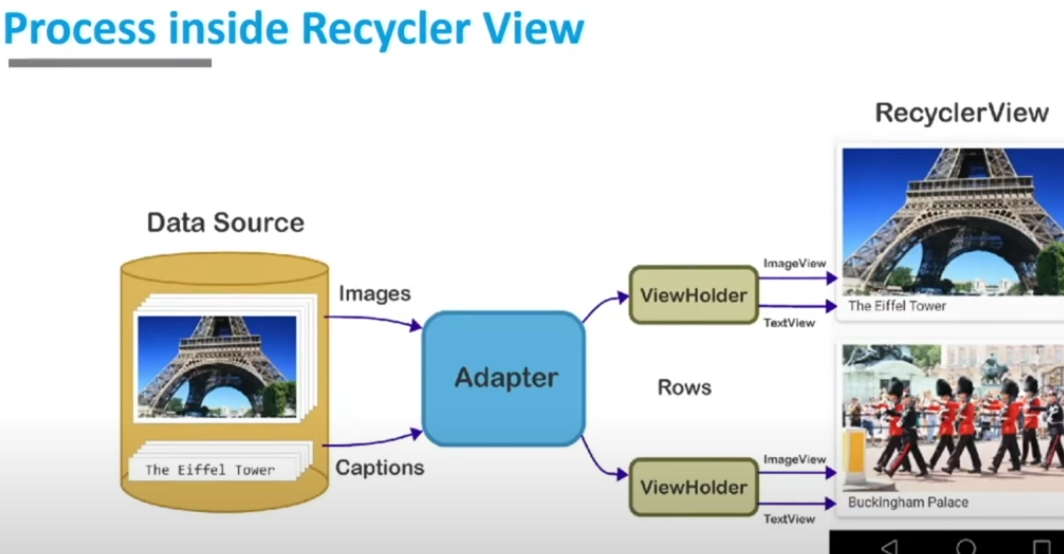 Process inside Recycler View
RecyclerView
Data Source
Images
The Eiffel Tower
Captions
Adapter
Rows
ViewHolder
ImageView
TextView
The Eiffel Tower
ViewHolder
ImageView
TextView
Buckingham Palace